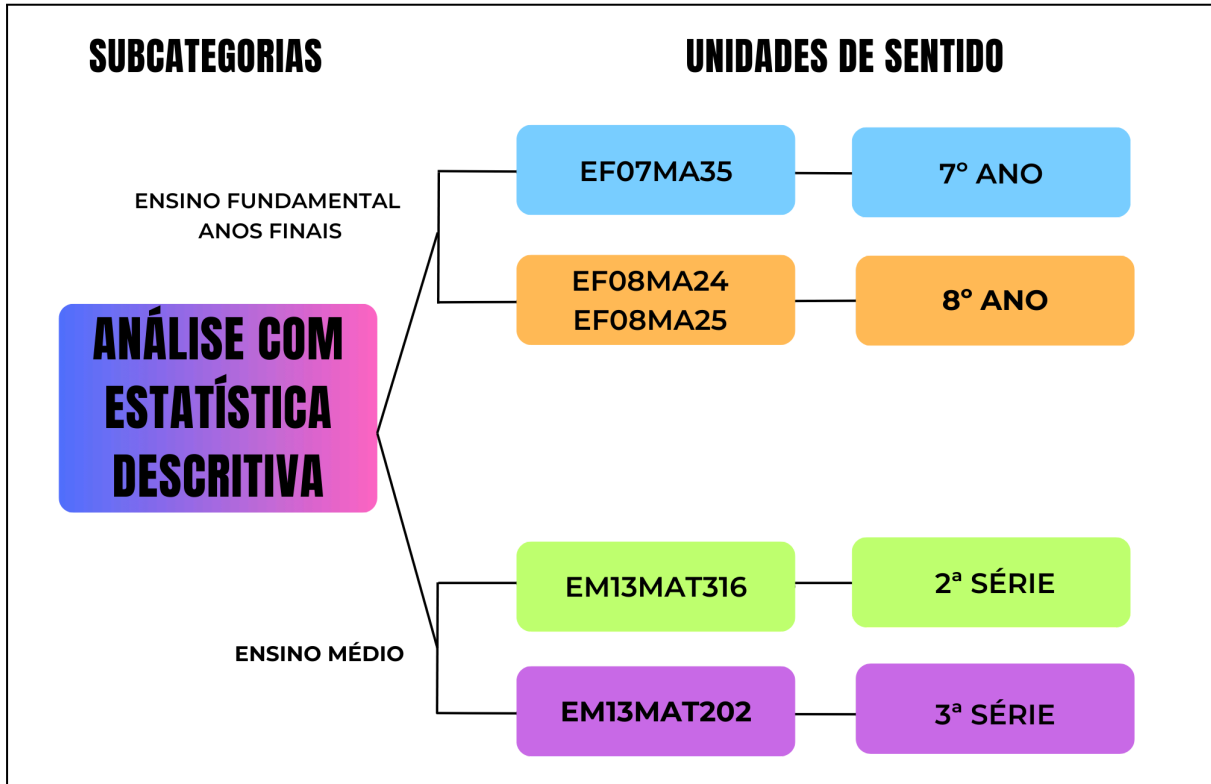 SUBCATEGORIAS
UNIDADES DE SENTIDO
ENSINO FUNDAMENTAL
ANOS FINAIS
EF07MA35
7º ANO
EF08MA24
EF08MA25
8º ANO
ANÁLISE COM
ESTATÍSTICA
DESCRITIVA
ENSINO MÉDIO
EM13MAT316
2ª SÉRIE
EM13MAT202
3ª SÉRIE